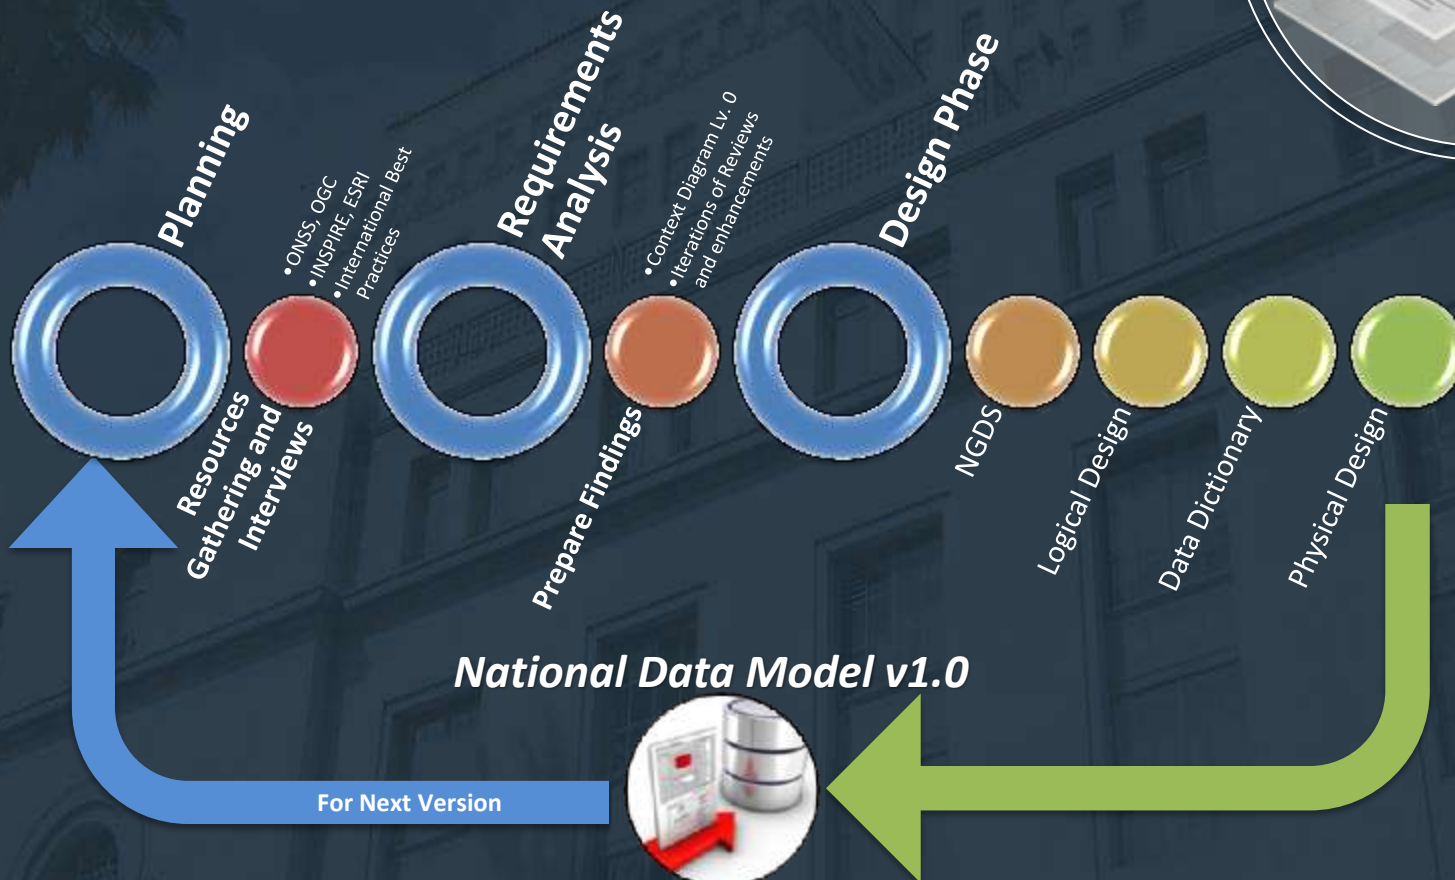 Planning
Resources
Gathering and
Interviews
•ONSS, OGC
•INSPIRE, ESRI
•International Best
Practices
Requirements
Analysis
Prepare Findings
•Context Diagram Lv. 0
•Iterations of Reviews
and enhancements
Design Phase
NGDS
Logical Design
Data Dictionary
Physical Design
National Data Model v1.0
For Next Version